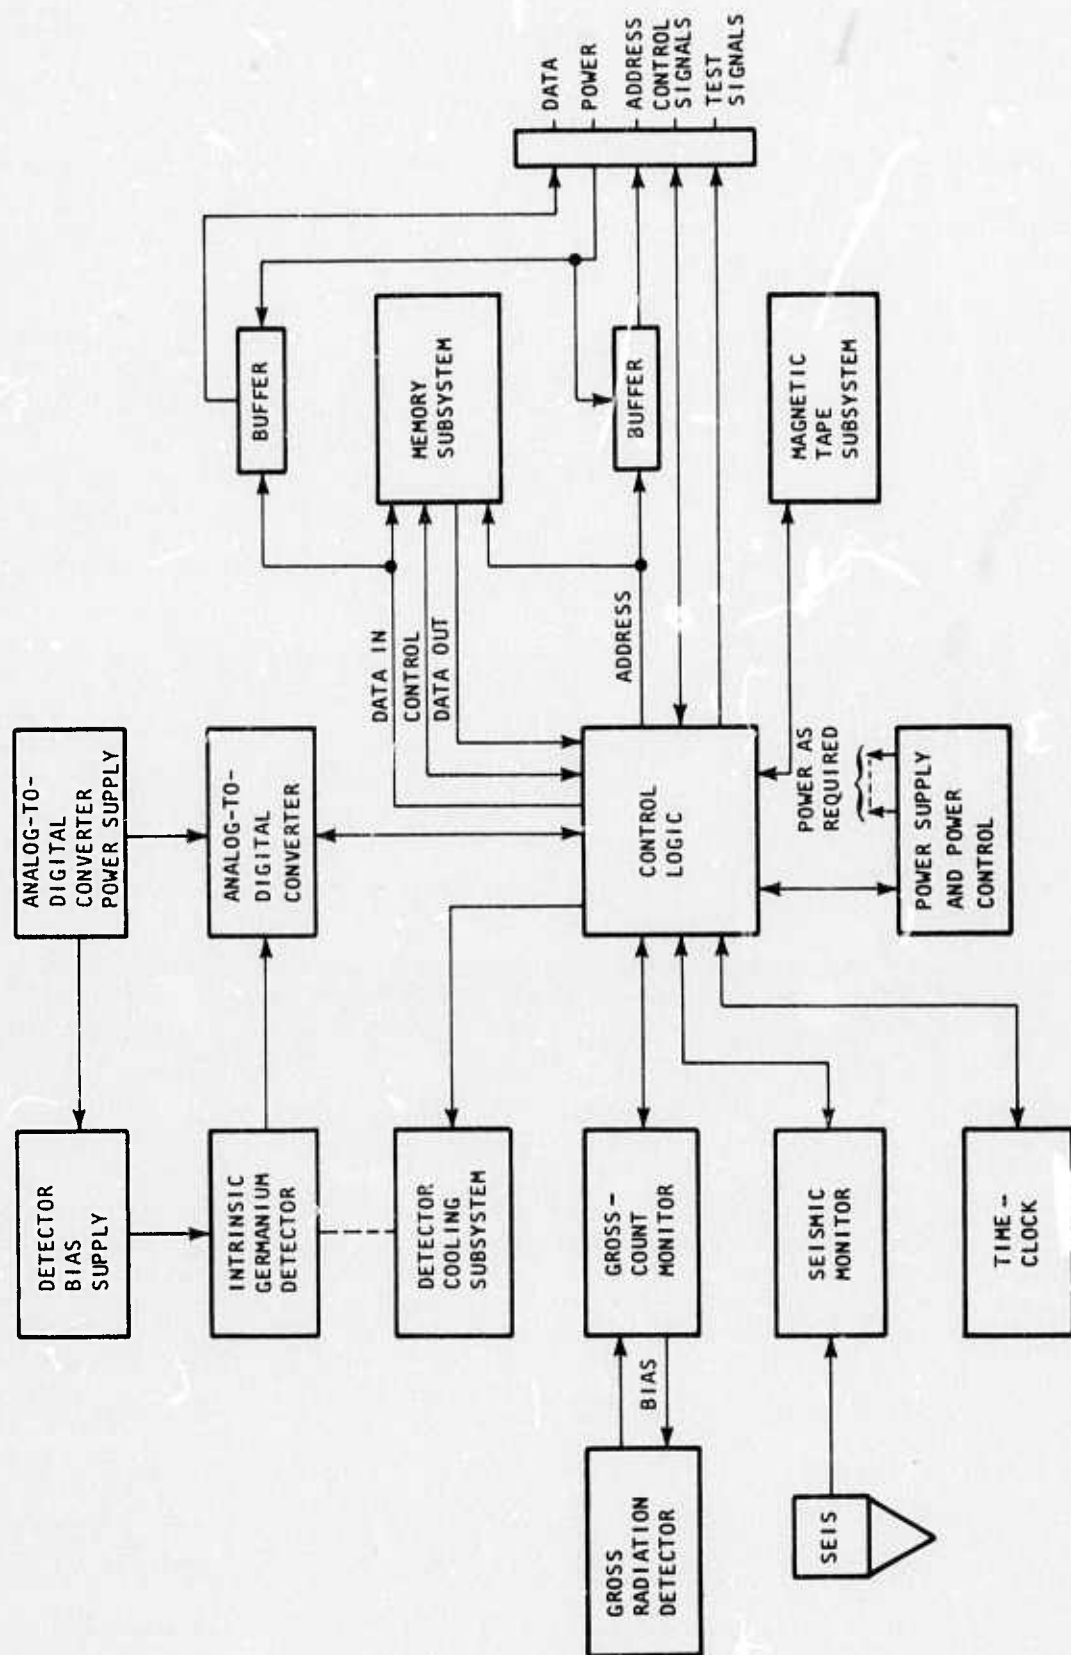 DETECTOR
BIAS
SUPPLY
ANALOG-TO-
DIGITAL
CONVERTER
POWER SUPPLY
INTRINSIC
GERMANIUM
DETECTOR
ANALOG-TO-
DIGITAL
CONVERTER
BUFFER
DATA
POWER
ADDRESS
CONTROL
SIGNALS
TEST
SIGNALS
DETECTOR
COOLING
SUBSYSTEM
DATA IN
CONTROL
DATA OUT
MEMORY
SUBSYSTEM
GROSS
RADIATION
DETECTOR
BIAS
GROSS-
COUNT
MONITOR
CONTROL
LOGIC
ADDRESS
BUFFER
SEIS
SEISMIC
MONITOR
POWER AS
REQUIRED
MAGNETIC
TAPE
SUBSYSTEM
TIME-
CLOCK
POWER SUPPLY
AND POWER
CONTROL